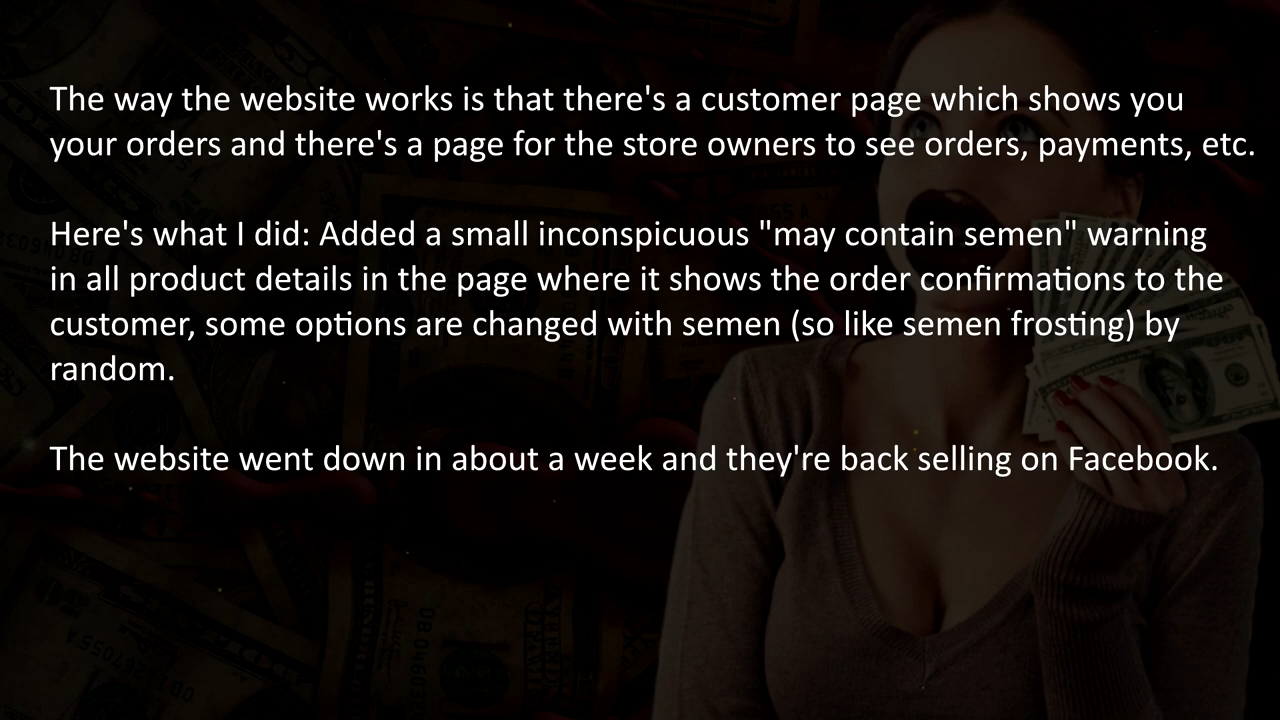 The way the website works is that there's a customer page which shows you
your orders and there's a page for the store owners to see orders, payments, etc.
Here's what I did: Added a small inconspicuous "may contain semen" warning
in all product details in the page where it shows the order confirmations to the
customer, some options are changed with semen (so like semen frosting) by
random.
The website went down in about a week and they're back selling on Facebook.